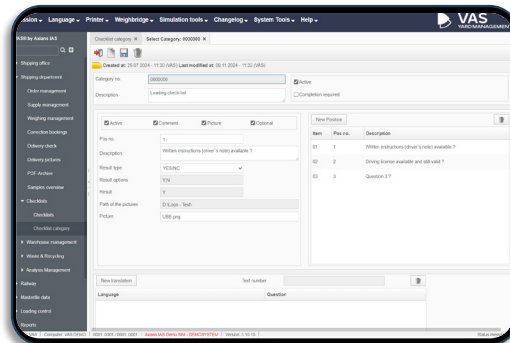 ssion Language Printer Weighbridge Simulation tools Changelog System Tools Help
VAS
YARD MANAGEMENT
by Axians IAS
Checklist category × Select Category: 0000000 ×
Created at: 25.07.2024 - 11:32 (VAS) Last modified at: 08.11.2024 - 11:33 (VAS)
Shipping office
Shipping department
Order management
Supply management
Weighing management
Correction bookings
Delivery check
Delivery pictures
PDF-Archive
Samples overview
Checklists
Checklists
Checklist category
Warehouse management
Waste & Recycling
Analysis Management
Railway
Masterfile data
Loading control
Reports
Category no. 0000000
Active
Description Loading check list
Completion required
Active Comment Picture Optional
Pos no. 1
Description Written instructions (driver's note) available ?
Result type YES/NO
Result options Y;N
Result Y
Path of the pictures
Picture UBB.png
New Position
Item Pos no. Description
01 1 Written instructions (driver's note) available ?
02 2 Driving license available and still valid ?
03 3 Question 3 ?
New translation Text number
Language Question